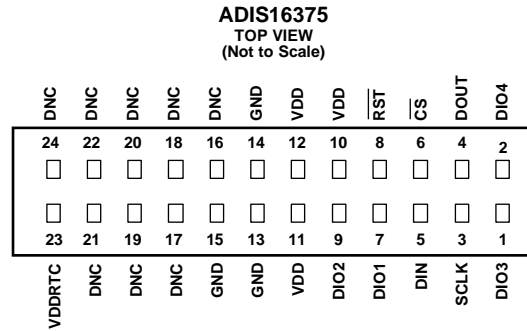 ADIS16375
TOP VIEW
(Not to Scale)
DNC DNC DNC DNC DNC GND VDD VDD RST CS DOUT DIO4
24 22 20 18 16 14 12 10 8 6 4 2
23 21 19 17 15 13 11 9 7 5 3 1
VDDRTC DNC DNC DNC GND GND VDD DIO2 DIO1 DIN SCLK DIO3